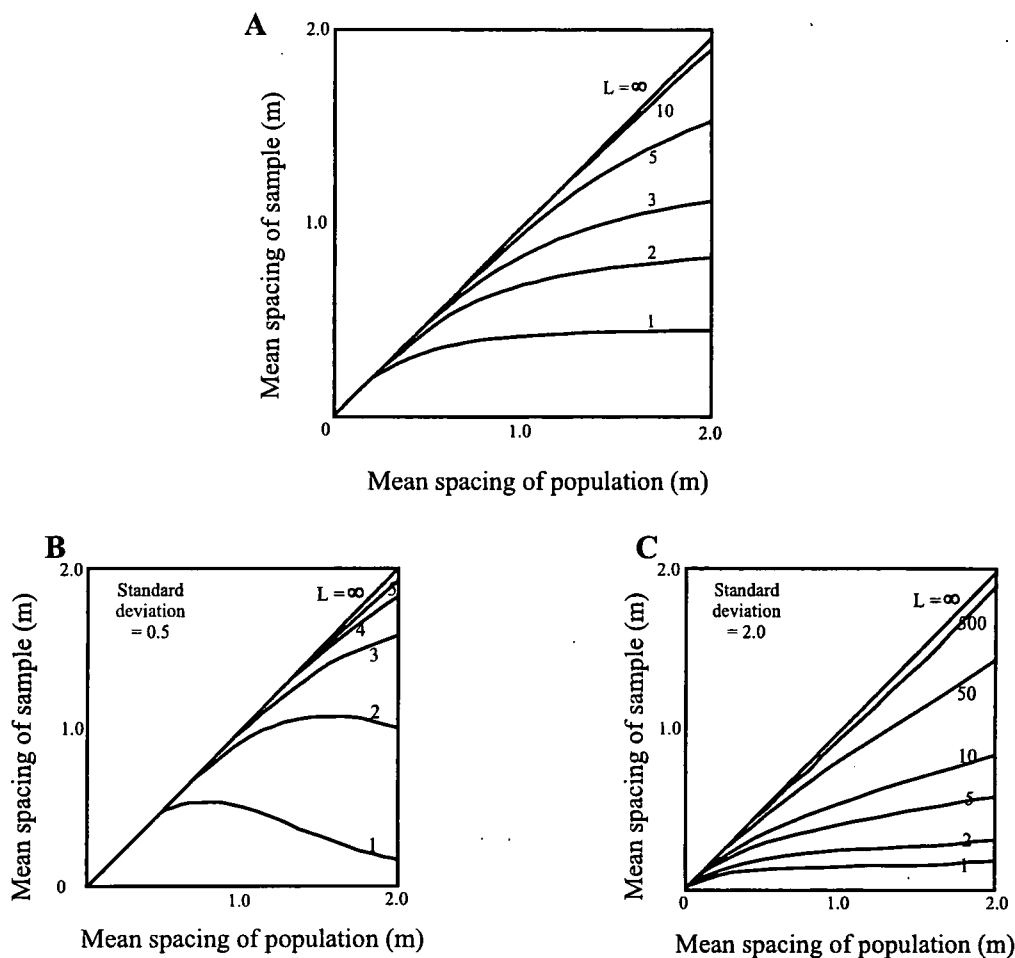 A
2.0
L = ∞
10
5
3
2
1
1.0
0
1.0
2.0
Mean spacing of sample (m)
Mean spacing of population (m)
B
2.0
Standard
deviation
= 0.5
L = ∞
5
4
3
2
1
1.0
0
1.0
2.0
Mean spacing of sample (m)
Mean spacing of population (m)
C
2.0
Standard
deviation
= 2.0
L = ∞
500
50
10
5
2
1
1.0
0
0
1.0
2.0
Mean spacing of sample (m)
Mean spacing of population (m)